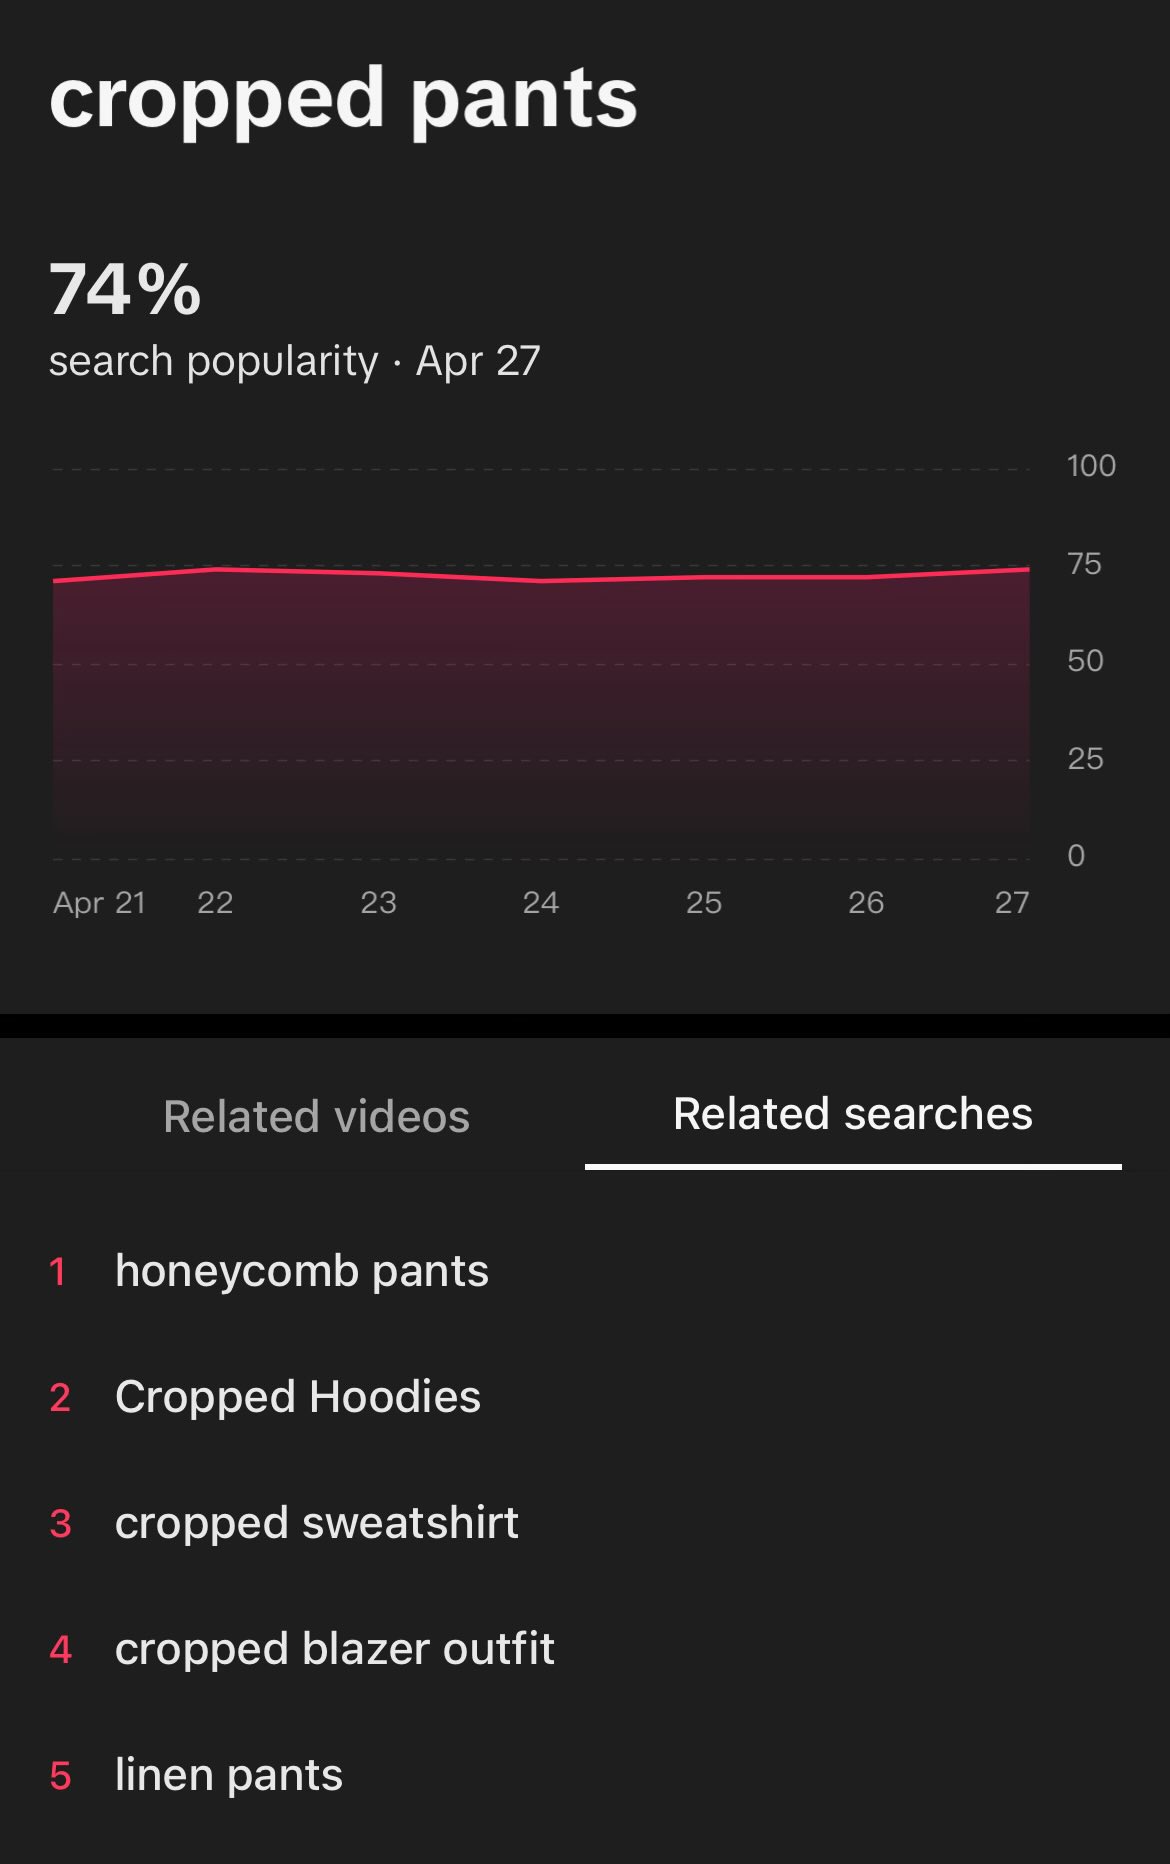 cropped pants
74%
search popularity · Apr 27
100
75
50
25
0
Apr 21 22 23 24 25 26 27
Related videos Related searches
1 honeycomb pants
2 Cropped Hoodies
3 cropped sweatshirt
4 cropped blazer outfit
5 linen pants